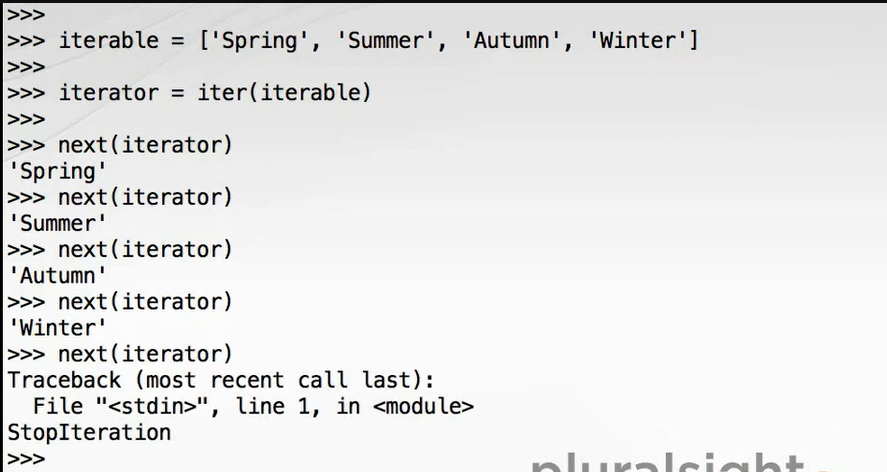 >>>
>>> iterable = ['Spring', 'Summer', 'Autumn', 'Winter']
>>>
>>> iterator = iter(iterable)
>>>
>>> next(iterator)
'Spring'
>>> next(iterator)
'Summer'
>>> next(iterator)
'Autumn'
>>> next(iterator)
'Winter'
>>> next(iterator)
Traceback (most recent call last):
  File "<stdin>", line 1, in <module>
StopIteration
>>>
pluralsight